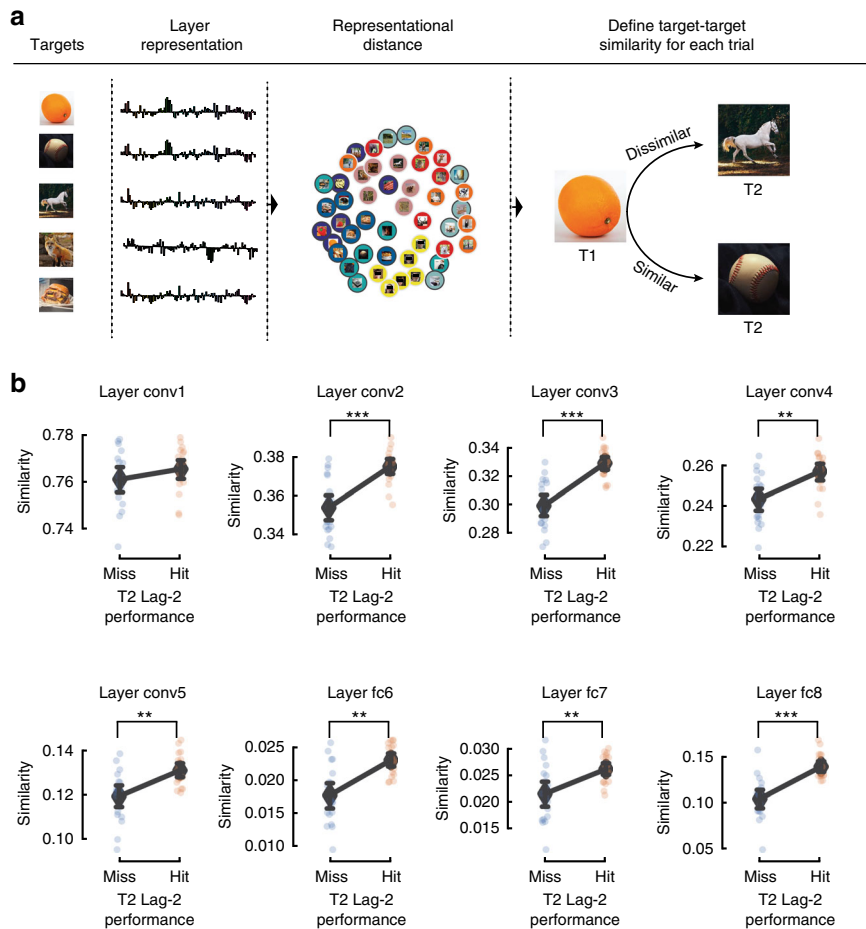 a
Targets
Layer
representation
Representational
distance
Define target-target
similarity for each trial
Dissimilar
T2
T1
Similar
T2
b
Layer conv1
Similarity
0.78
0.76
0.74
Miss Hit
T2 Lag-2
performance
Layer conv2
***
Similarity
0.38
0.36
0.34
Miss Hit
T2 Lag-2
performance
Layer conv3
***
Similarity
0.34
0.32
0.30
0.28
Miss Hit
T2 Lag-2
performance
Layer conv4
**
Similarity
0.26
0.24
0.22
Miss Hit
T2 Lag-2
performance
Layer conv5
**
Similarity
0.14
0.12
0.10
Miss Hit
T2 Lag-2
performance
Layer fc6
**
Similarity
0.025
0.020
0.015
0.010
Miss Hit
T2 Lag-2
performance
Layer fc7
**
Similarity
0.030
0.025
0.020
0.015
Miss Hit
T2 Lag-2
performance
Layer fc8
***
Similarity
0.15
0.10
0.05
Miss Hit
T2 Lag-2
performance